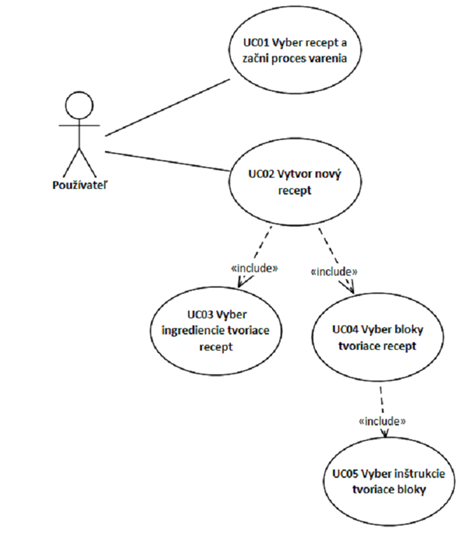 UC01 Vyber recept a
začni proces varenia
Používateľ
UC02 Vytvor nový
recept
«include»
«include»
UC03 Vyber
ingrediencie tvoriace
recept
UC04 Vyber bloky
tvoriace recept
«include»
UC05 Vyber inštrukcie
tvoriace bloky